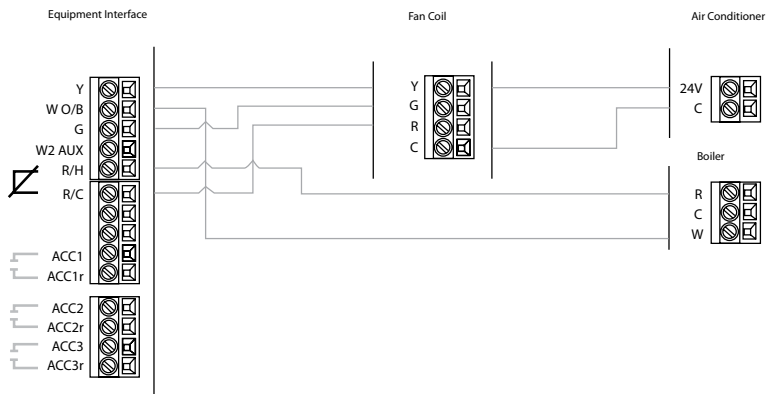 Equipment Interface
Fan Coil
Air Conditioner
Y
W O/B
G
W2 AUX
R/H
R/C
ACC1
ACC1r
ACC2
ACC2r
ACC3
ACC3r
Y
G
R
C
24V
C
Boiler
R
C
W